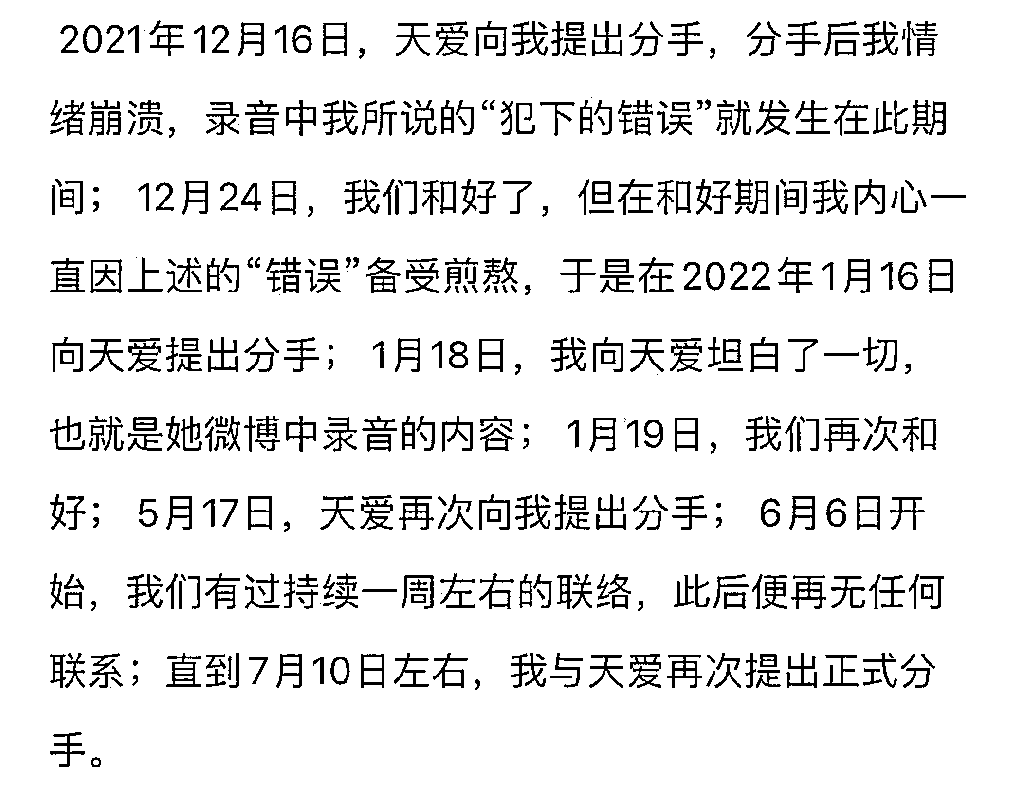 2021年12月16日，天爱向我提出分手，分手后我情
绪崩溃，录音中我所说的“犯下的错误”就发生在此期
间； 12月24日，我们和好了，但在和好期间我内心一
直因上述的“错误”备受煎熬，于是在2022年1月16日
向天爱提出分手； 1月18日，我向天爱坦白了一切，
也就是她微博中录音的内容； 1月19日，我们再次和
好； 5月17日，天爱再次向我提出分手； 6月6日开
始，我们有过持续一周左右的联络，此后便再无任何
联系；直到7月10日左右，我与天爱再次提出正式分
手。